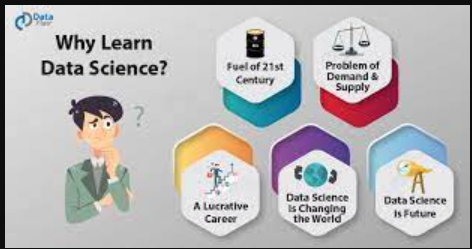 Data
Flair
Why Learn
Data Science?
?
Fuel of 21st
Century
Problem of
Demand &
Supply
A Lucrative
Career
Data Science
is Changing
the World
Data Science
is Future